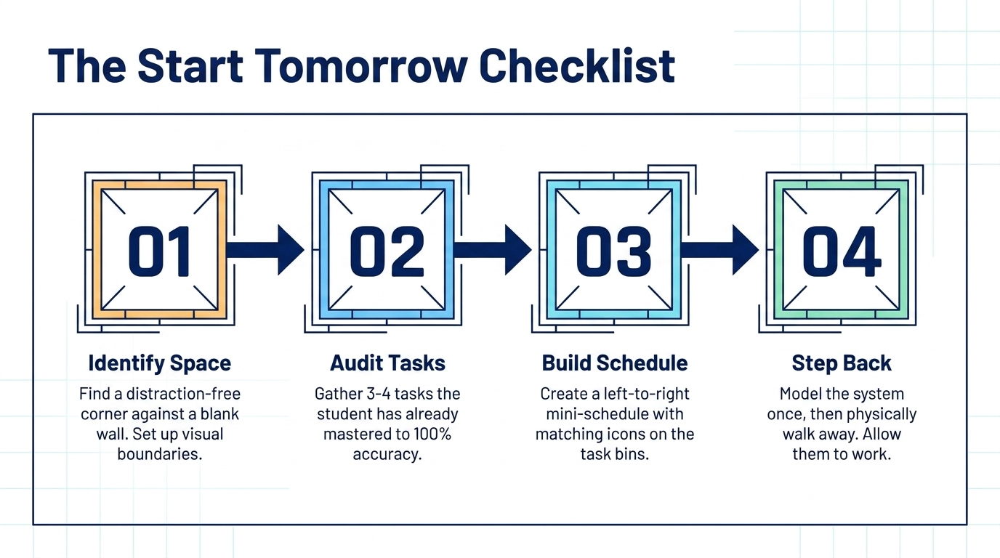 The Start Tomorrow Checklist
01
Identify Space
Find a distraction-free
corner against a blank
wall. Set up visual
boundaries.
02
Audit Tasks
Gather 3-4 tasks the
student has already
mastered to 100%
accuracy.
03
Build Schedule
Create a left-to-right
mini-schedule with
matching icons on the
task bins.
04
Step Back
Model the system
once, then physically
walk away. Allow
them to work.